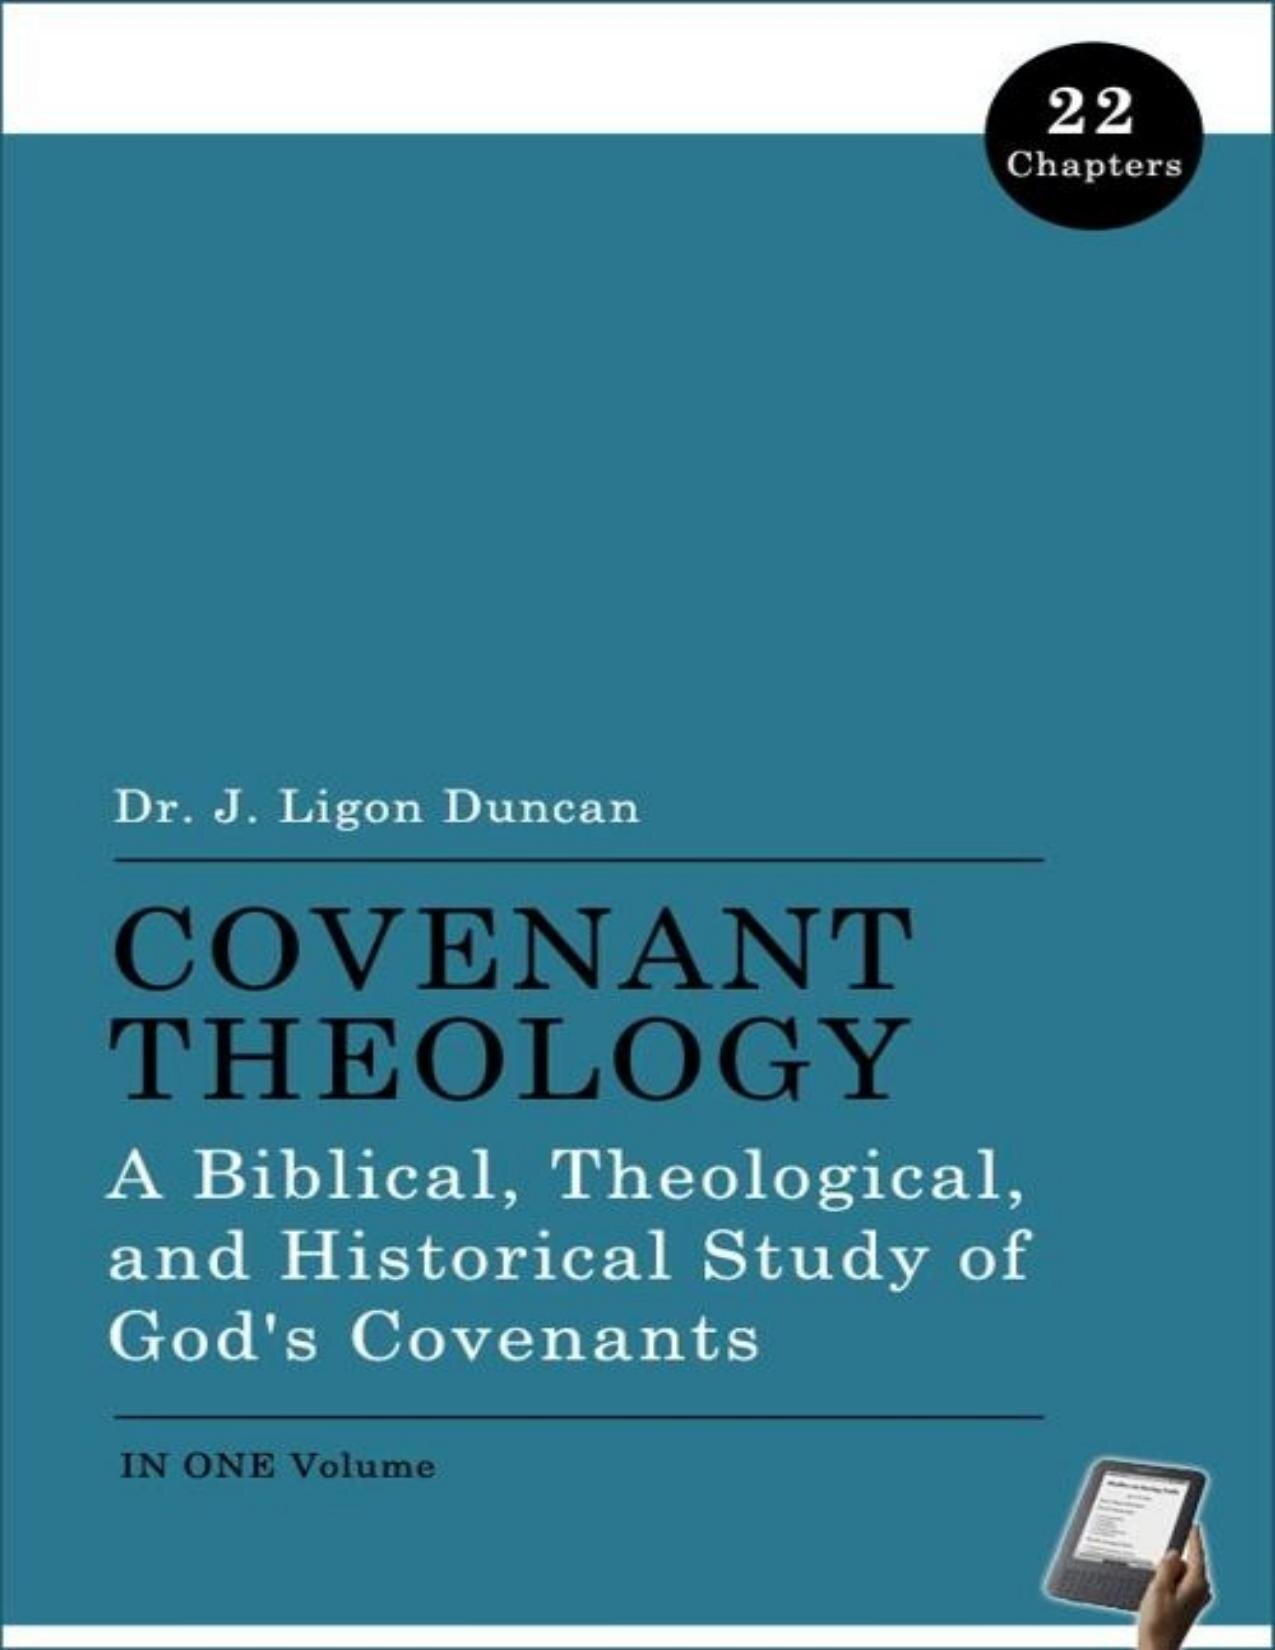 22
Chapters
Dr. J. Ligon Duncan
COVENANT
THEOLOGY
A Biblical, Theological,
and Historical Study of
God's Covenants
IN ONE Volume